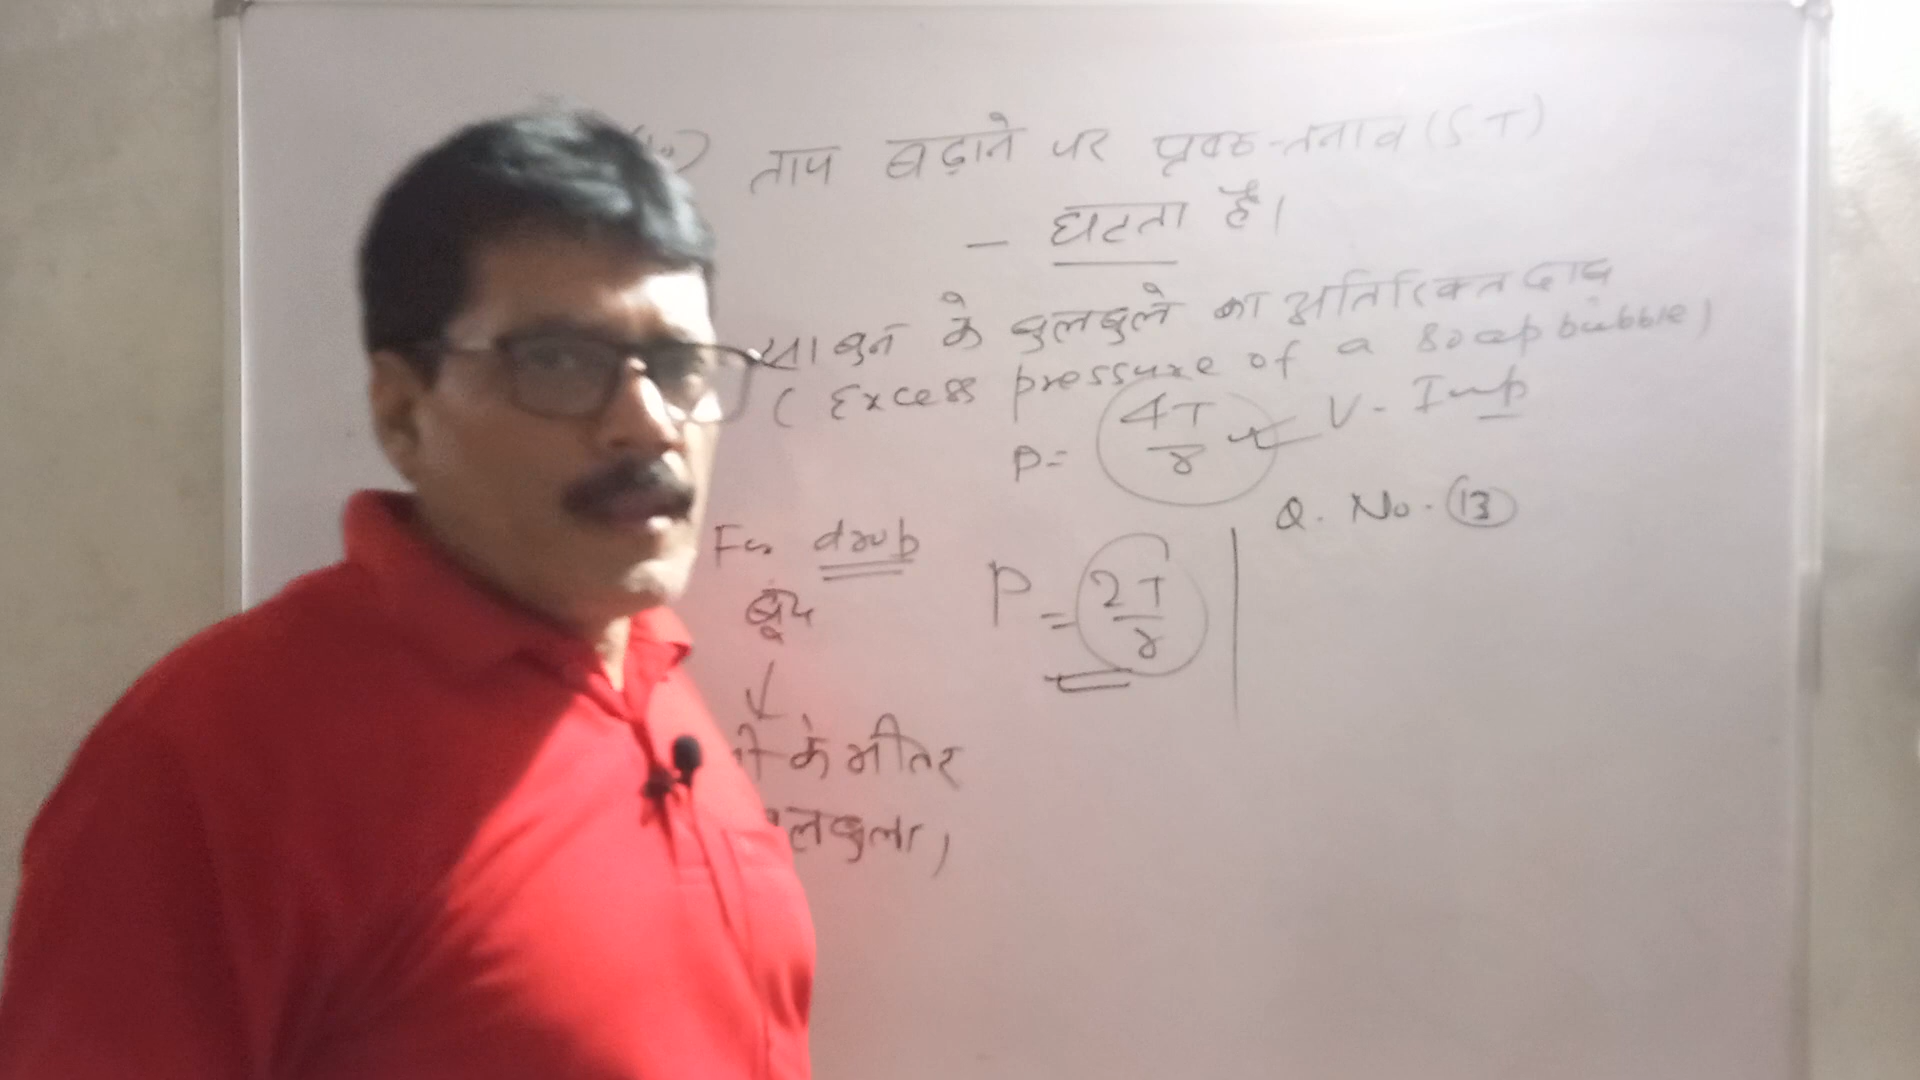 ताप बढ़ाने पर पृष्ठ-तनाव (S.T)
— घटता है।
साबुन के बुलबुले का अतिरिक्त दाब
(Excess pressure of a soap bubble)
P= 4T/r V. Imp
Q. No. 13
For drop P = 2T/r
बूंद
के भीतर